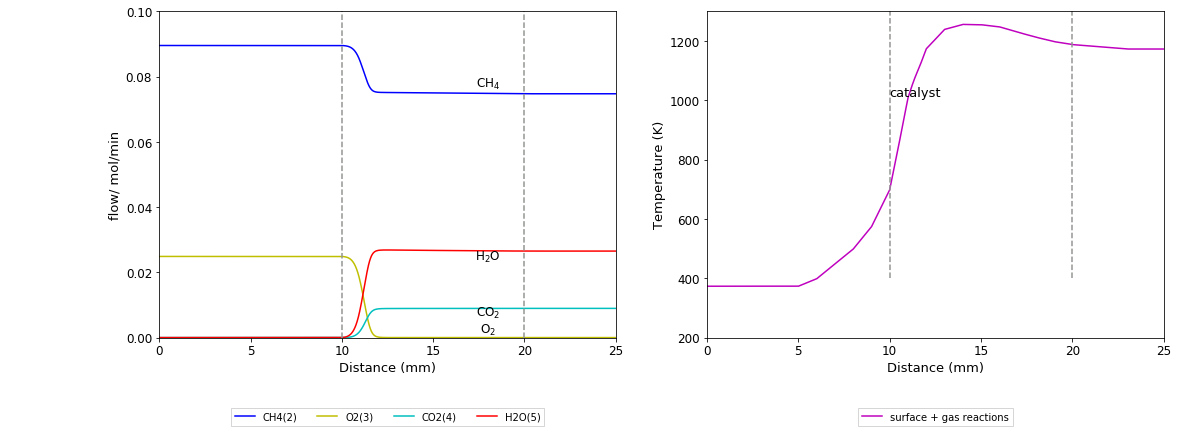 flow/ mol/min
0.10
0.08
0.06
0.04
0.02
0.00
CH4
H2O
CO2
O2
0 5 10 15 20 25
Distance (mm)
CH4(2) O2(3) CO2(4) H2O(5)
Temperature (K)
1200
1000
800
600
400
200
catalyst
0 5 10 15 20 25
Distance (mm)
surface + gas reactions